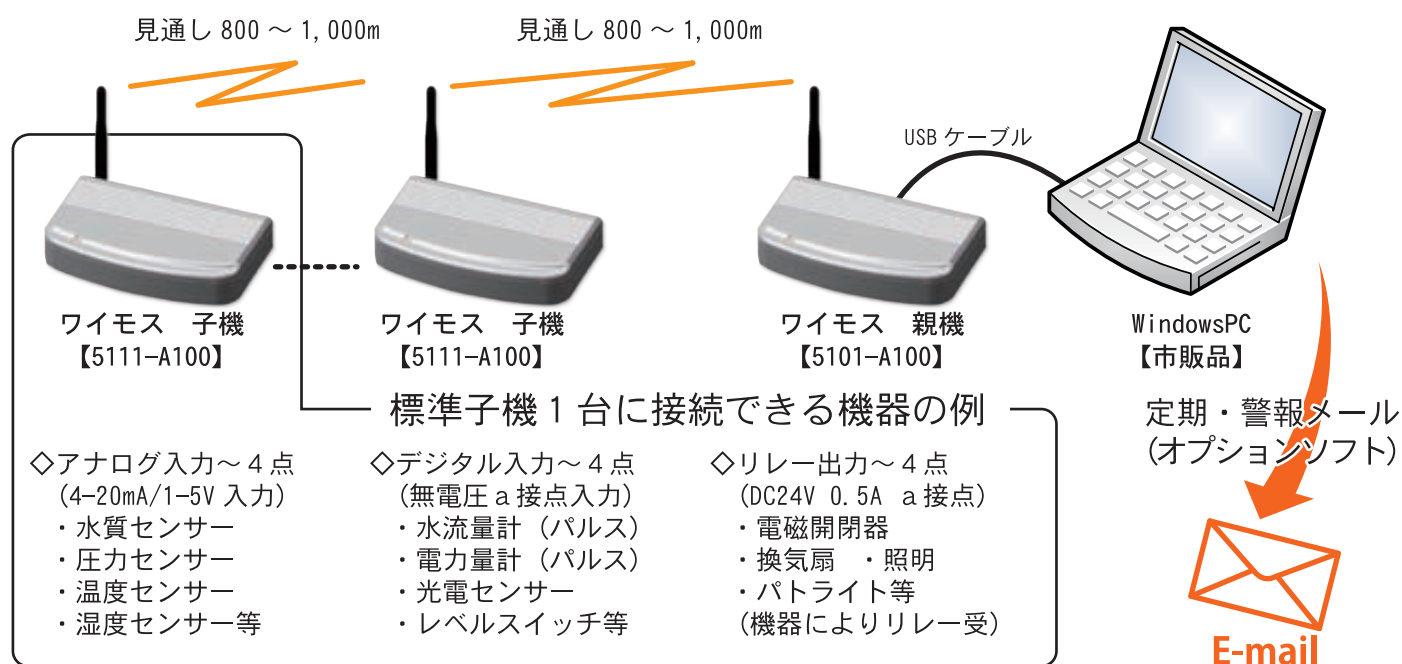 見通し 800 ～ 1,000m
見通し 800 ～ 1,000m
USB ケーブル
ワイモス　子機
【5111−A100】
ワイモス　子機
【5111−A100】
ワイモス　親機
【5101−A100】
WindowsPC
【市販品】
標準子機１台に接続できる機器の例
◇アナログ入力～４点
(4−20mA/1−5V 入力)
・水質センサー
・圧力センサー
・温度センサー
・湿度センサー等
◇デジタル入力～４点
(無電圧ａ接点入力)
・水流量計（パルス）
・電力量計（パルス）
・光電センサー
・レベルスイッチ等
◇リレー出力～４点
(DC24V 0.5A ａ接点)
・電磁開閉器
・換気扇　・照明
・パトライト等
(機器によりリレー受)
定期・警報メール
(オプションソフト)
E-mail